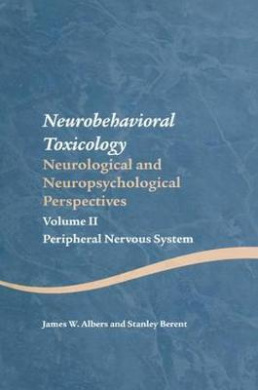 Neurobehavioral
Toxicology
Neurological and
Neuropsychological
Perspectives
Volume II
Peripheral Nervous System
James W. Albers and Stanley Berent